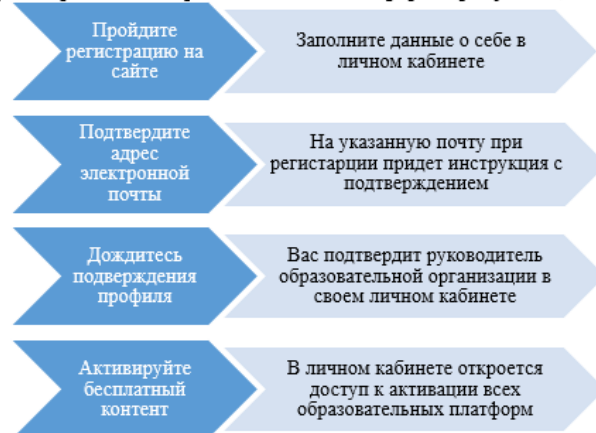 Пройдите
регистрацию на
сайте
Заполните данные о себе в
личном кабинете
Подтвердите
адрес
электронной
почты
На указанную почту при
регистарции придет инструкция с
подтверждением
Дождитесь
подверждения
профиля
Вас подтвердит руководитель
образовательной организации в
своем личном кабинете
Активируйте
бесплатный
контент
В личном кабинете откроется
доступ к активации всех
образовательных платформ